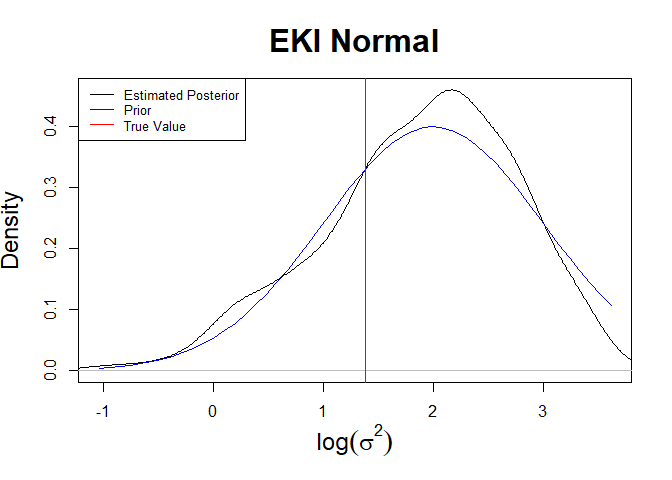 EKI Normal
Estimated Posterior
Prior
True Value
Density
0.0 0.1 0.2 0.3 0.4
-1 0 1 2 3
log(σ²)